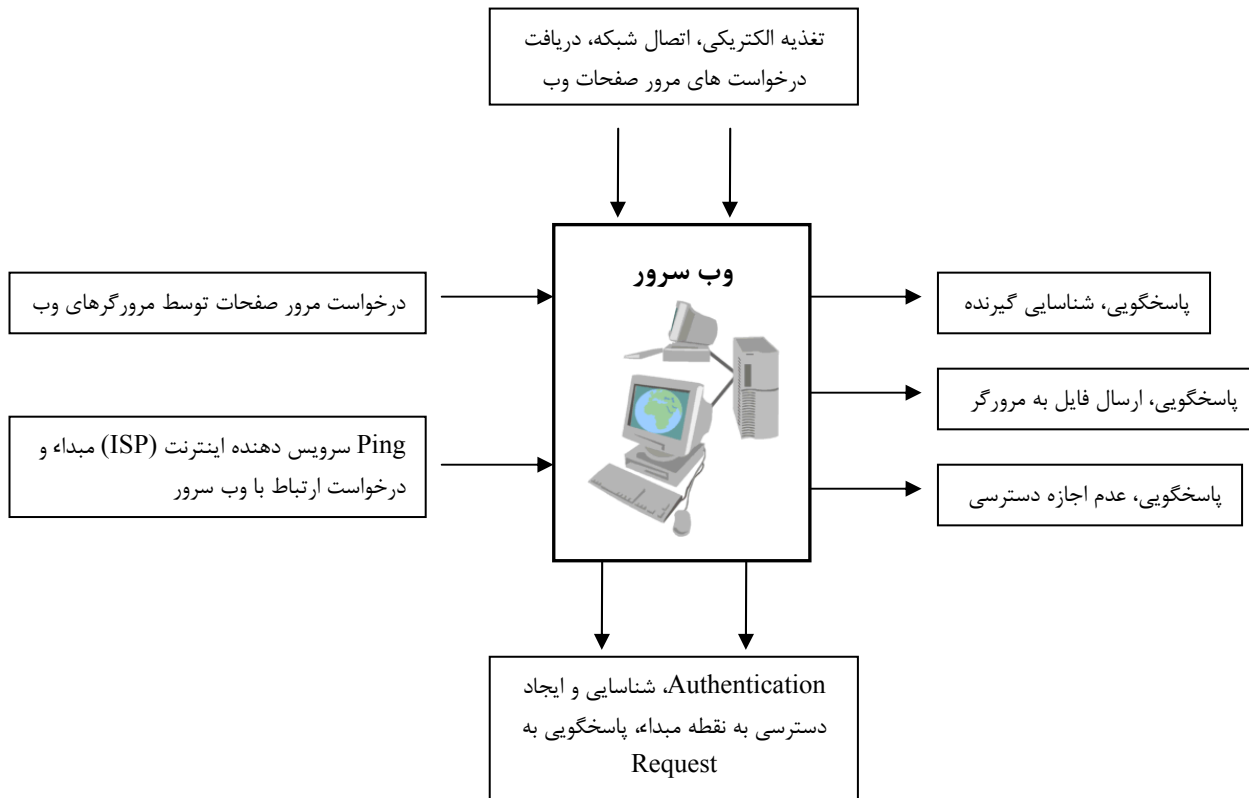 تغذیه الکتریکی، اتصال شبکه، دریافت
درخواست های مرور صفحات وب
وب سرور
درخواست مرور صفحات توسط مرورگرهای وب
Ping سرویس دهنده اینترنت (ISP) مبداء و
درخواست ارتباط با وب سرور
پاسخگویی، شناسایی گیرنده
پاسخگویی، ارسال فایل به مرورگر
پاسخگویی، عدم اجازه دسترسی
Authentication، شناسایی و ایجاد
دسترسی به نقطه مبداء، پاسخگویی به
Request